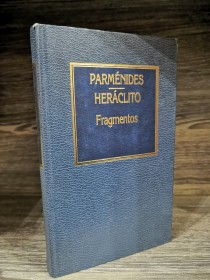 PARMÉNIDES
HERÁCLITO
Fragmentos